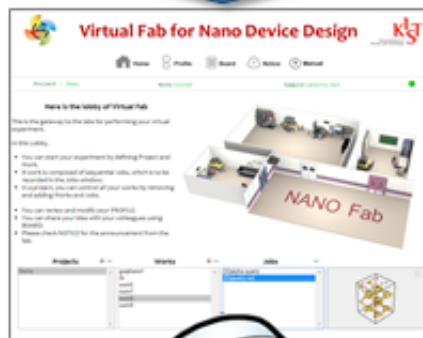 Virtual Fab for Nano Device Design
KIST
Home Profile Board Notice Manual
Here is the lobby of Virtual Fab
This is the gateway to the labs for performing your virtual
experiment.
In this Lobby,
You can start your experiment by defining Project and
Work.
A work is composed of sequential Jobs, which is to be
recorded in the Jobs window.
In a project, you can control all your works by removing
and adding Works and Jobs.
You can review and modify your PROFILE.
You can share your idea with your colleagues using
BOARD.
Please check NOTICE for the announcement from the
lab.
NANO Fab
Projects + − Works + − Jobs −